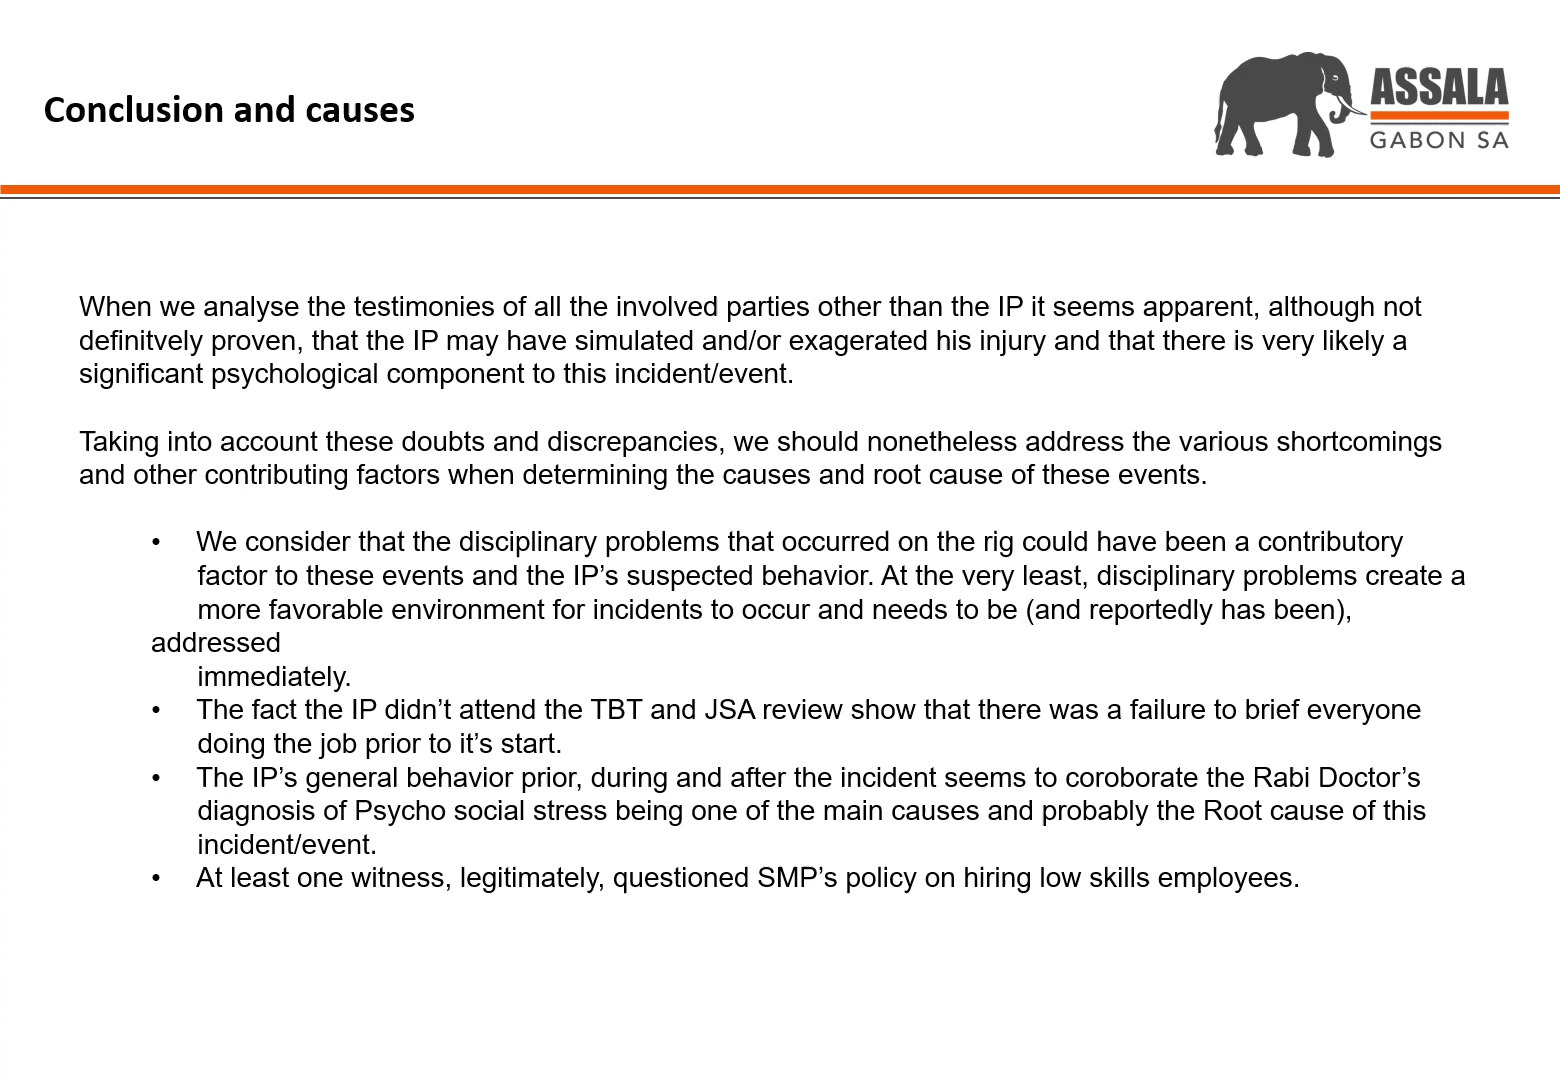 Conclusion and causes
ASSALA
GABON SA
When we analyse the testimonies of all the involved parties other than the IP it seems apparent, although not
definitvely proven, that the IP may have simulated and/or exagerated his injury and that there is very likely a
significant psychological component to this incident/event.
Taking into account these doubts and discrepancies, we should nonetheless address the various shortcomings
and other contributing factors when determining the causes and root cause of these events.
• We consider that the disciplinary problems that occurred on the rig could have been a contributory
factor to these events and the IP’s suspected behavior. At the very least, disciplinary problems create a
more favorable environment for incidents to occur and needs to be (and reportedly has been),
addressed
immediately.
• The fact the IP didn’t attend the TBT and JSA review show that there was a failure to brief everyone
doing the job prior to it’s start.
• The IP’s general behavior prior, during and after the incident seems to coroborate the Rabi Doctor’s
diagnosis of Psycho social stress being one of the main causes and probably the Root cause of this
incident/event.
• At least one witness, legitimately, questioned SMP’s policy on hiring low skills employees.